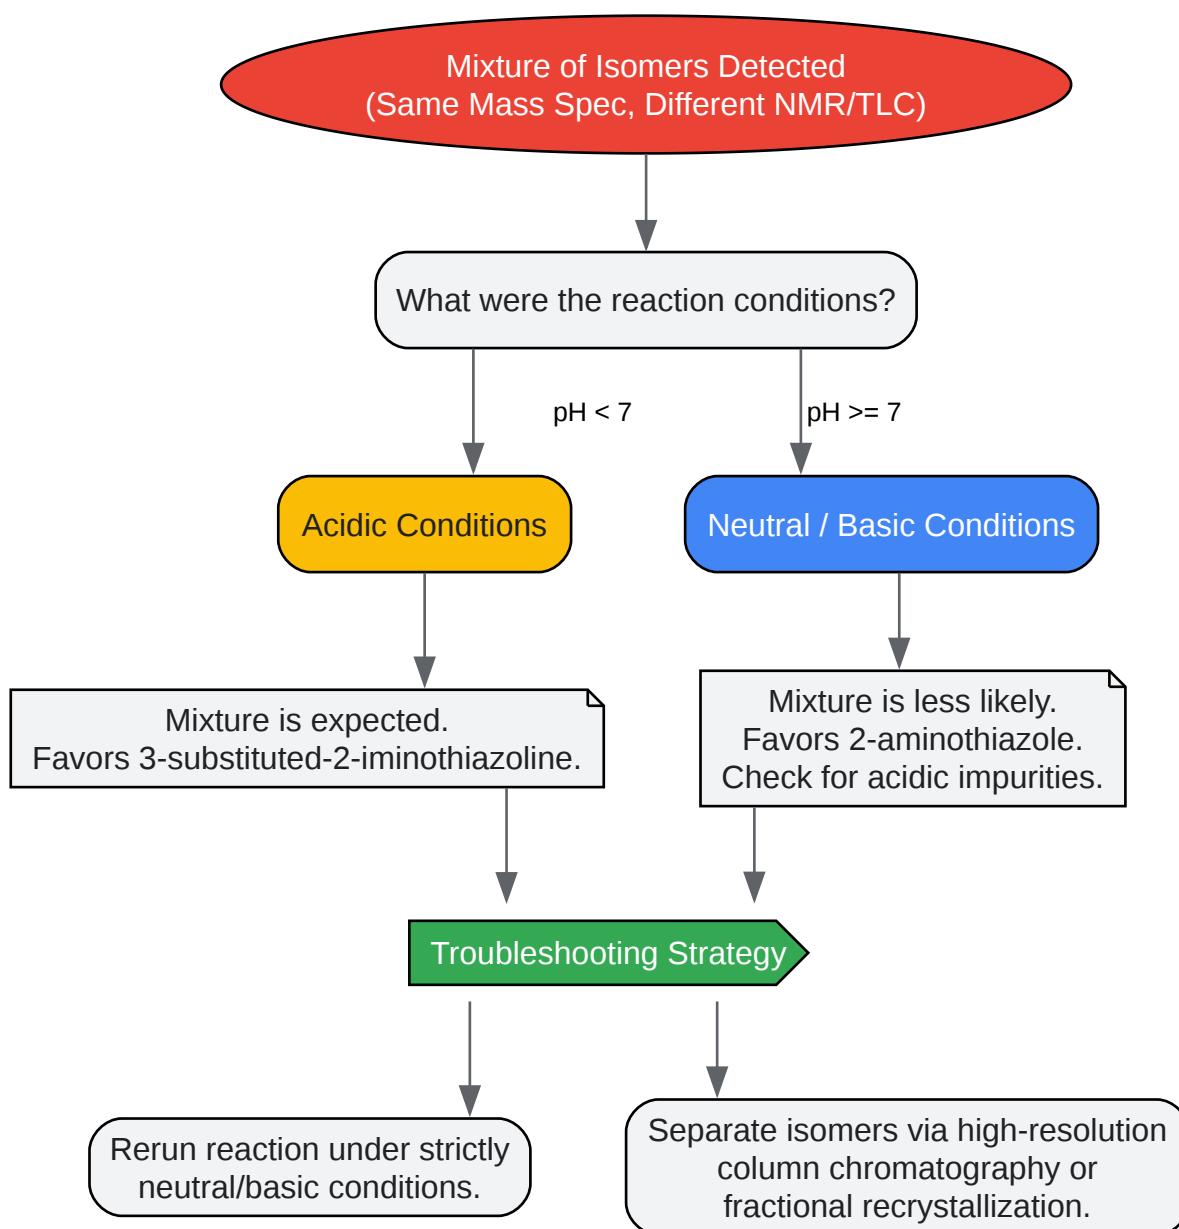 Mixture of Isomers Detected
(Same Mass Spec, Different NMR/TLC)
What were the reaction conditions?
pH < 7
pH >= 7
Acidic Conditions
Neutral / Basic Conditions
Mixture is expected.
Favors 3-substituted-2-iminothiazoline.
Mixture is less likely.
Favors 2-aminothiazole.
Check for acidic impurities.
Troubleshooting Strategy
Rerun reaction under strictly
neutral/basic conditions.
Separate isomers via high-resolution
column chromatography or
fractional recrystallization.